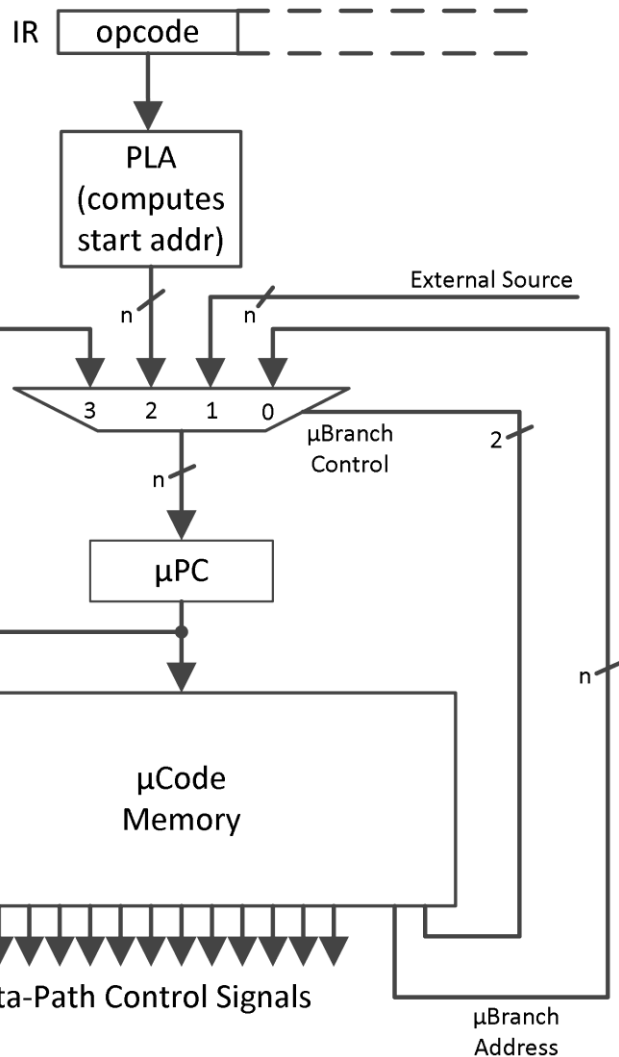 IR opcode
PLA
(computes
start addr)
External Source
n n
3 2 1 0
μBranch
Control
2
n
μPC
n
μCode
Memory
ta-Path Control Signals
μBranch
Address